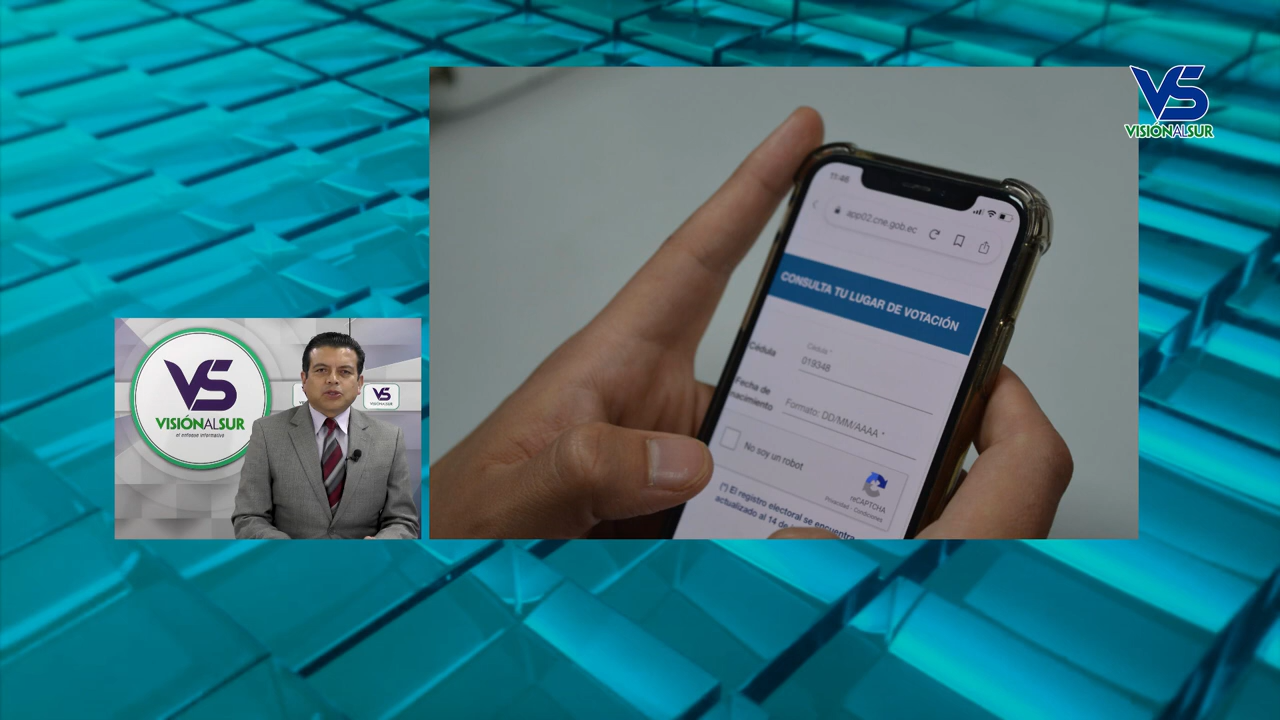 VS
VISIÓNALSUR
11:46
app02.cne.gob.ec
CONSULTA TU LUGAR DE VOTACIÓN
Cédula
Cédula *
019348
Fecha de
nacimiento
Formato: DD/MM/AAAA *
No soy un robot
reCAPTCHA
Privacidad - Condiciones
(*) El registro electoral se encuentra
actualizado al 14 de
VS
VISIÓNALSUR
el enfoque informativo
VS
VISIÓNALSUR